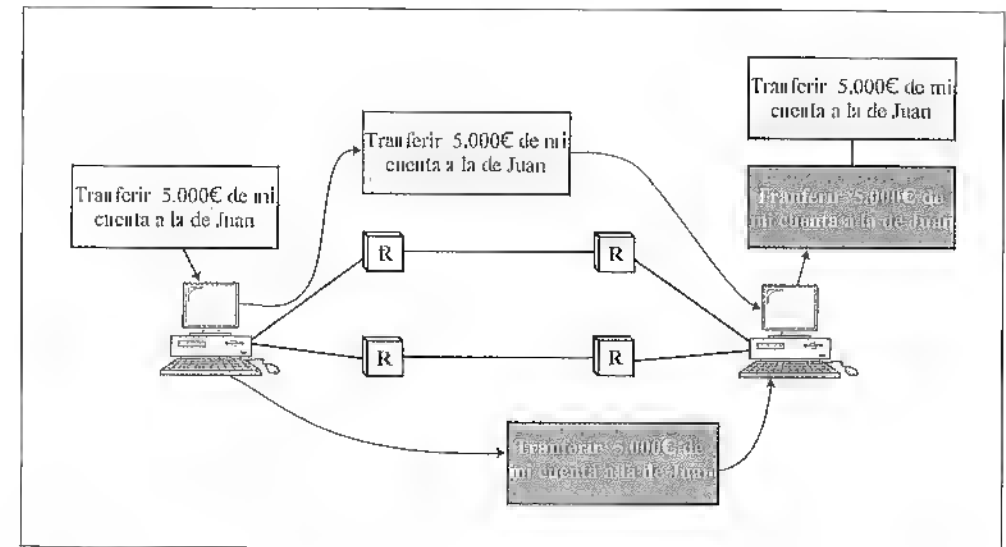 Tranferir 5.000€ de mi
cuenta a la de Juan
Tranferir 5.000€ de mi
cuenta a la de Juan
Tranferir 5.000€ de mi
cuenta a la de Juan
Tranferir 5.000€ de
mi cuenta a la de Juan
R
R
R
R
Tranferir 5.000€ de
mi cuenta a la de Juan